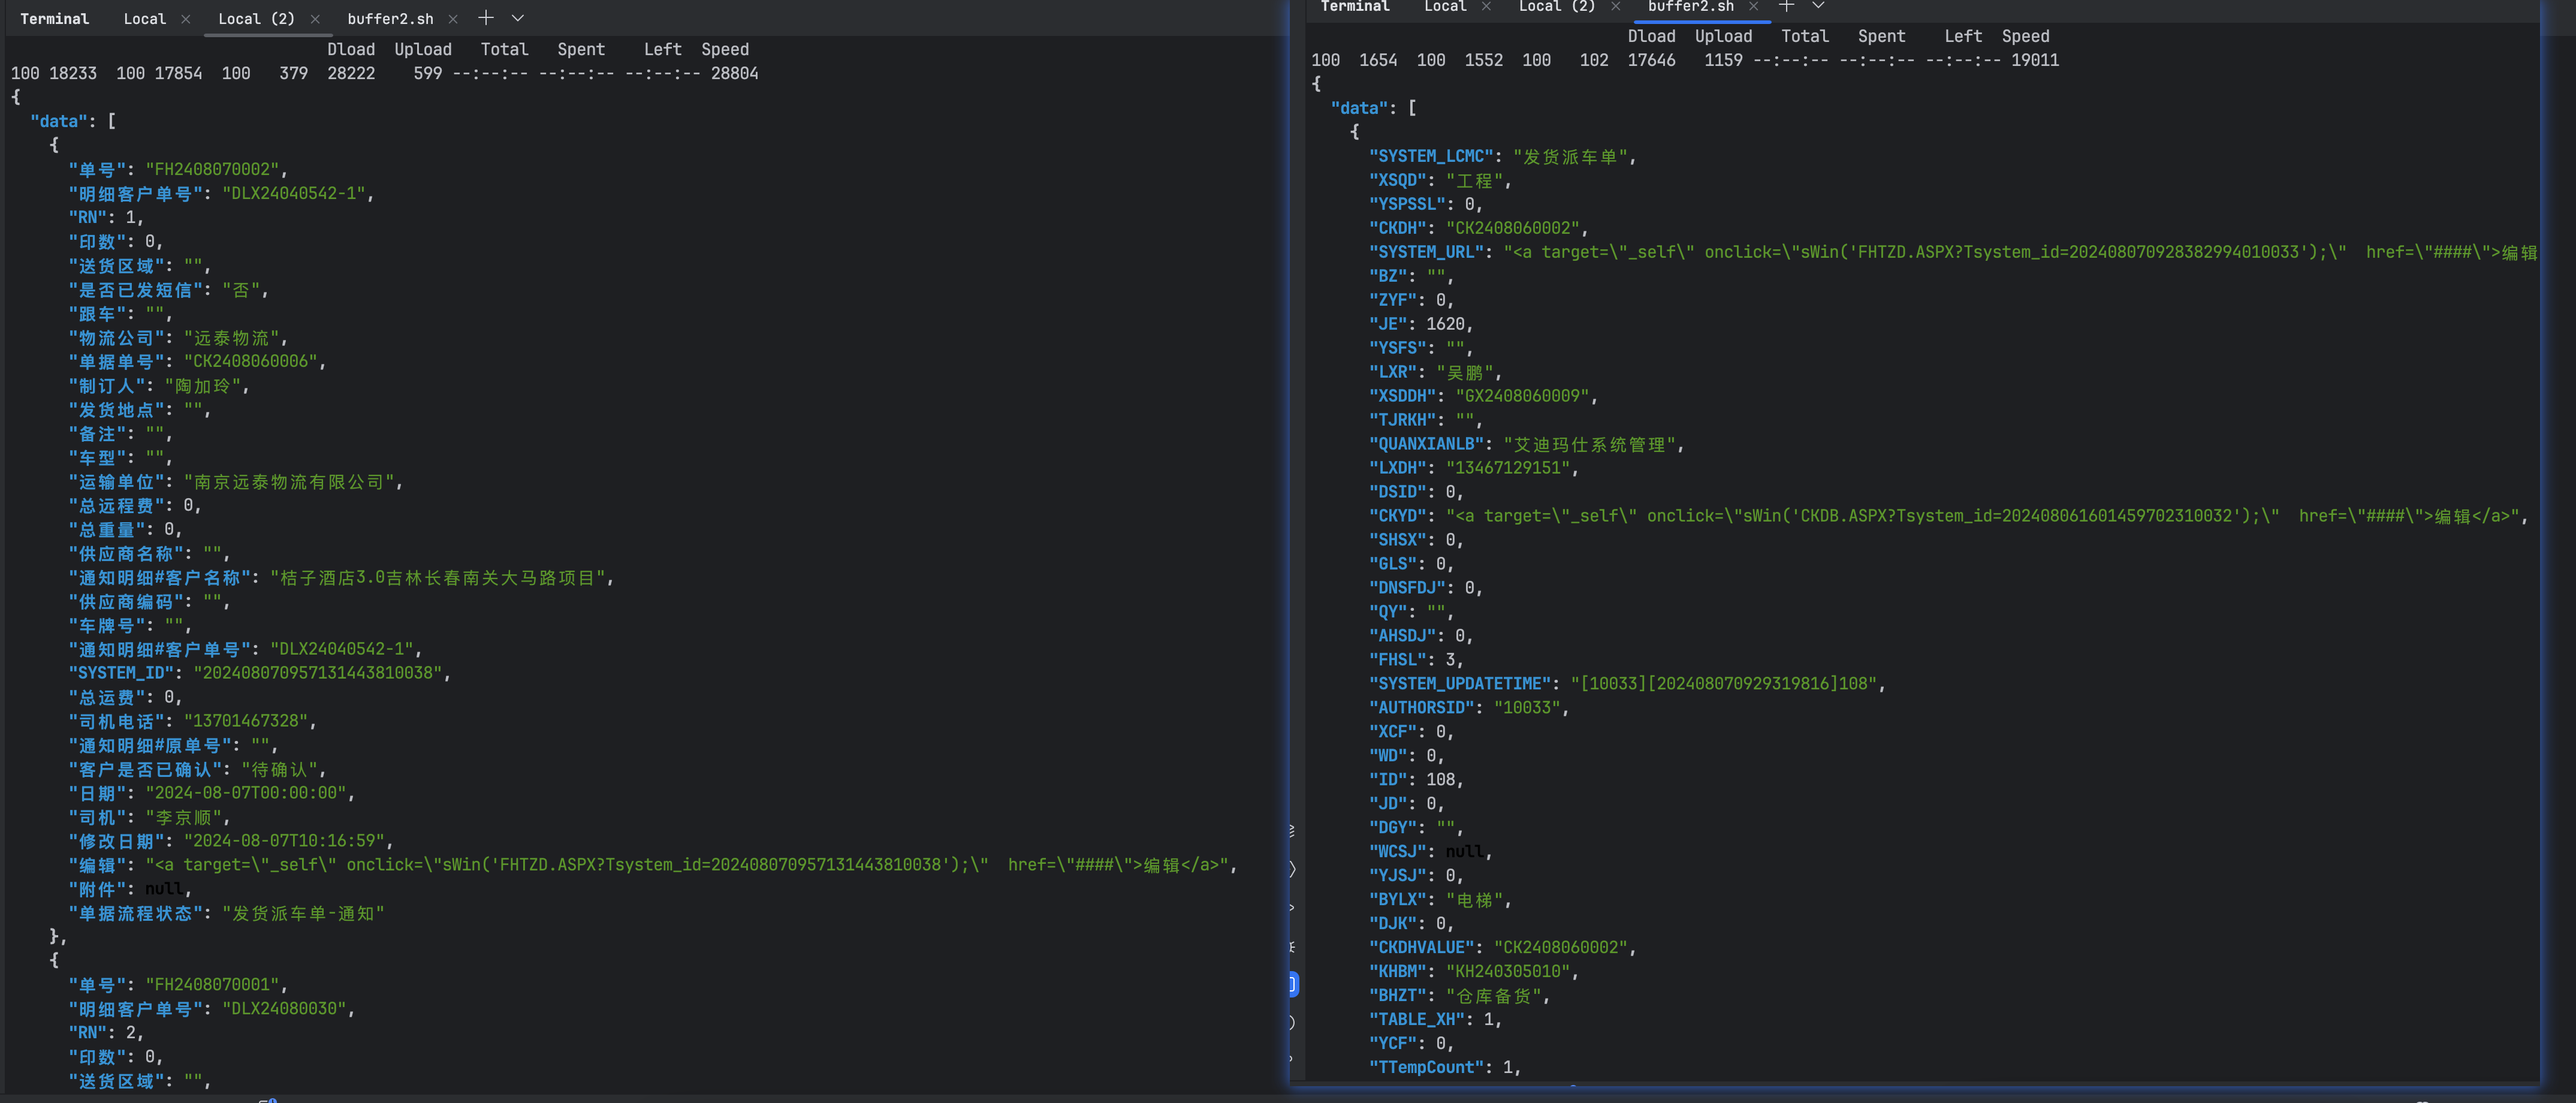 Terminal Local × Local (2) × buffer2.sh ×
Dload Upload Total Spent Left Speed
100 18233 100 17854 100 379 28222 599 --:--:-- --:--:-- --:--:-- 28804
{
"data": [
{
"单号": "FH2408070002",
"明细客户单号": "DLX24040542-1",
"RN": 1,
"印数": 0,
"送货区域": "",
"是否已发短信": "否",
"跟车": "",
"物流公司": "远泰物流",
"单据单号": "CK2408060006",
"制订人": "陶加玲",
"发货地点": "",
"备注": "",
"车型": "",
"运输单位": "南京远泰物流有限公司",
"总远程费": 0,
"总重量": 0,
"供应商名称": "",
"通知明细#客户名称": "桔子酒店3.0吉林长春南关大马路项目",
"供应商编码": "",
"车牌号": "",
"通知明细#客户单号": "DLX24040542-1",
"SYSTEM_ID": "202408070957131443810038",
"总运费": 0,
"司机电话": "13701467328",
"通知明细#原单号": "",
"客户是否已确认": "待确认",
"日期": "2024-08-07T00:00:00",
"司机": "李京顺",
"修改日期": "2024-08-07T10:16:59",
"编辑": "<a target=\"_self\" onclick=\"sWin('FHTZD.ASPX?Tsystem_id=202408070957131443810038');\"  href=\"####\">编辑</a>",
"附件": null,
"单据流程状态": "发货派车单-通知"
},
{
"单号": "FH2408070001",
"明细客户单号": "DLX24080030",
"RN": 2,
"印数": 0,
"送货区域": "",
Terminal Local × Local (2) × buffer2.sh ×
Dload Upload Total Spent Left Speed
100 1654 100 1552 100 102 17646 1159 --:--:-- --:--:-- --:--:-- 19011
{
"data": [
{
"SYSTEM_LCMC": "发货派车单",
"XSQD": "工程",
"YSPSSL": 0,
"CKDH": "CK2408060002",
"SYSTEM_URL": "<a target=\"_self\" onclick=\"sWin('FHTZD.ASPX?Tsystem_id=202408070928382994010033');\"  href=\"####\">编辑
"BZ": "",
"ZYF": 0,
"JE": 1620,
"YSFS": "",
"LXR": "吴鹏",
"XSDDH": "GX2408060009",
"TJRKH": "",
"QUANXIANLB": "艾迪玛仕系统管理",
"LXDH": "13467129151",
"DSID": 0,
"CKYD": "<a target=\"_self\" onclick=\"sWin('CKDB.ASPX?Tsystem_id=202408061601459702310032');\"  href=\"####\">编辑</a>",
"SHSX": 0,
"GLS": 0,
"DNSFDJ": 0,
"QY": "",
"AHSDJ": 0,
"FHSL": 3,
"SYSTEM_UPDATETIME": "[10033][202408070929319816]108",
"AUTHORSID": "10033",
"XCF": 0,
"WD": 0,
"ID": 108,
"JD": 0,
"DGY": "",
"WCSJ": null,
"YJSJ": 0,
"BYLX": "电梯",
"DJK": 0,
"CKDHVALUE": "CK2408060002",
"KHBM": "KH240305010",
"BHZT": "仓库备货",
"TABLE_XH": 1,
"YCF": 0,
"TTempCount": 1,